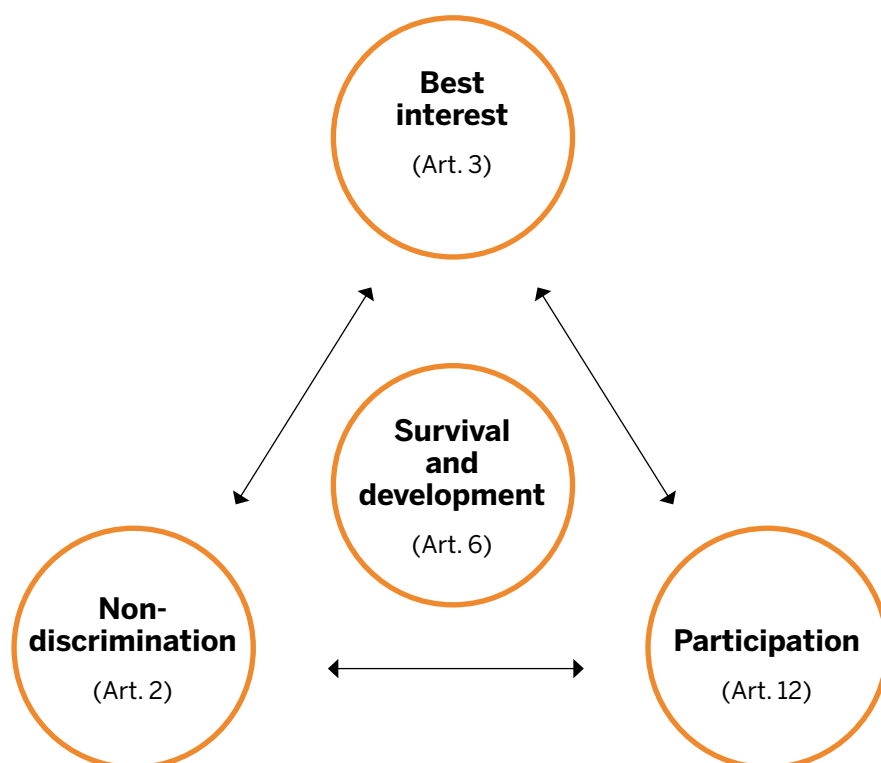 Best
interest
(Art. 3)
Survival
and
development
(Art. 6)
Non-
discrimination
(Art. 2)
Participation
(Art. 12)